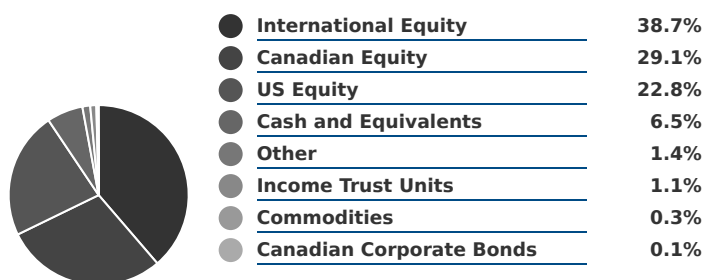 International Equity 38.7%
Canadian Equity 29.1%
US Equity 22.8%
Cash and Equivalents 6.5%
Other 1.4%
Income Trust Units 1.1%
Commodities 0.3%
Canadian Corporate Bonds 0.1%